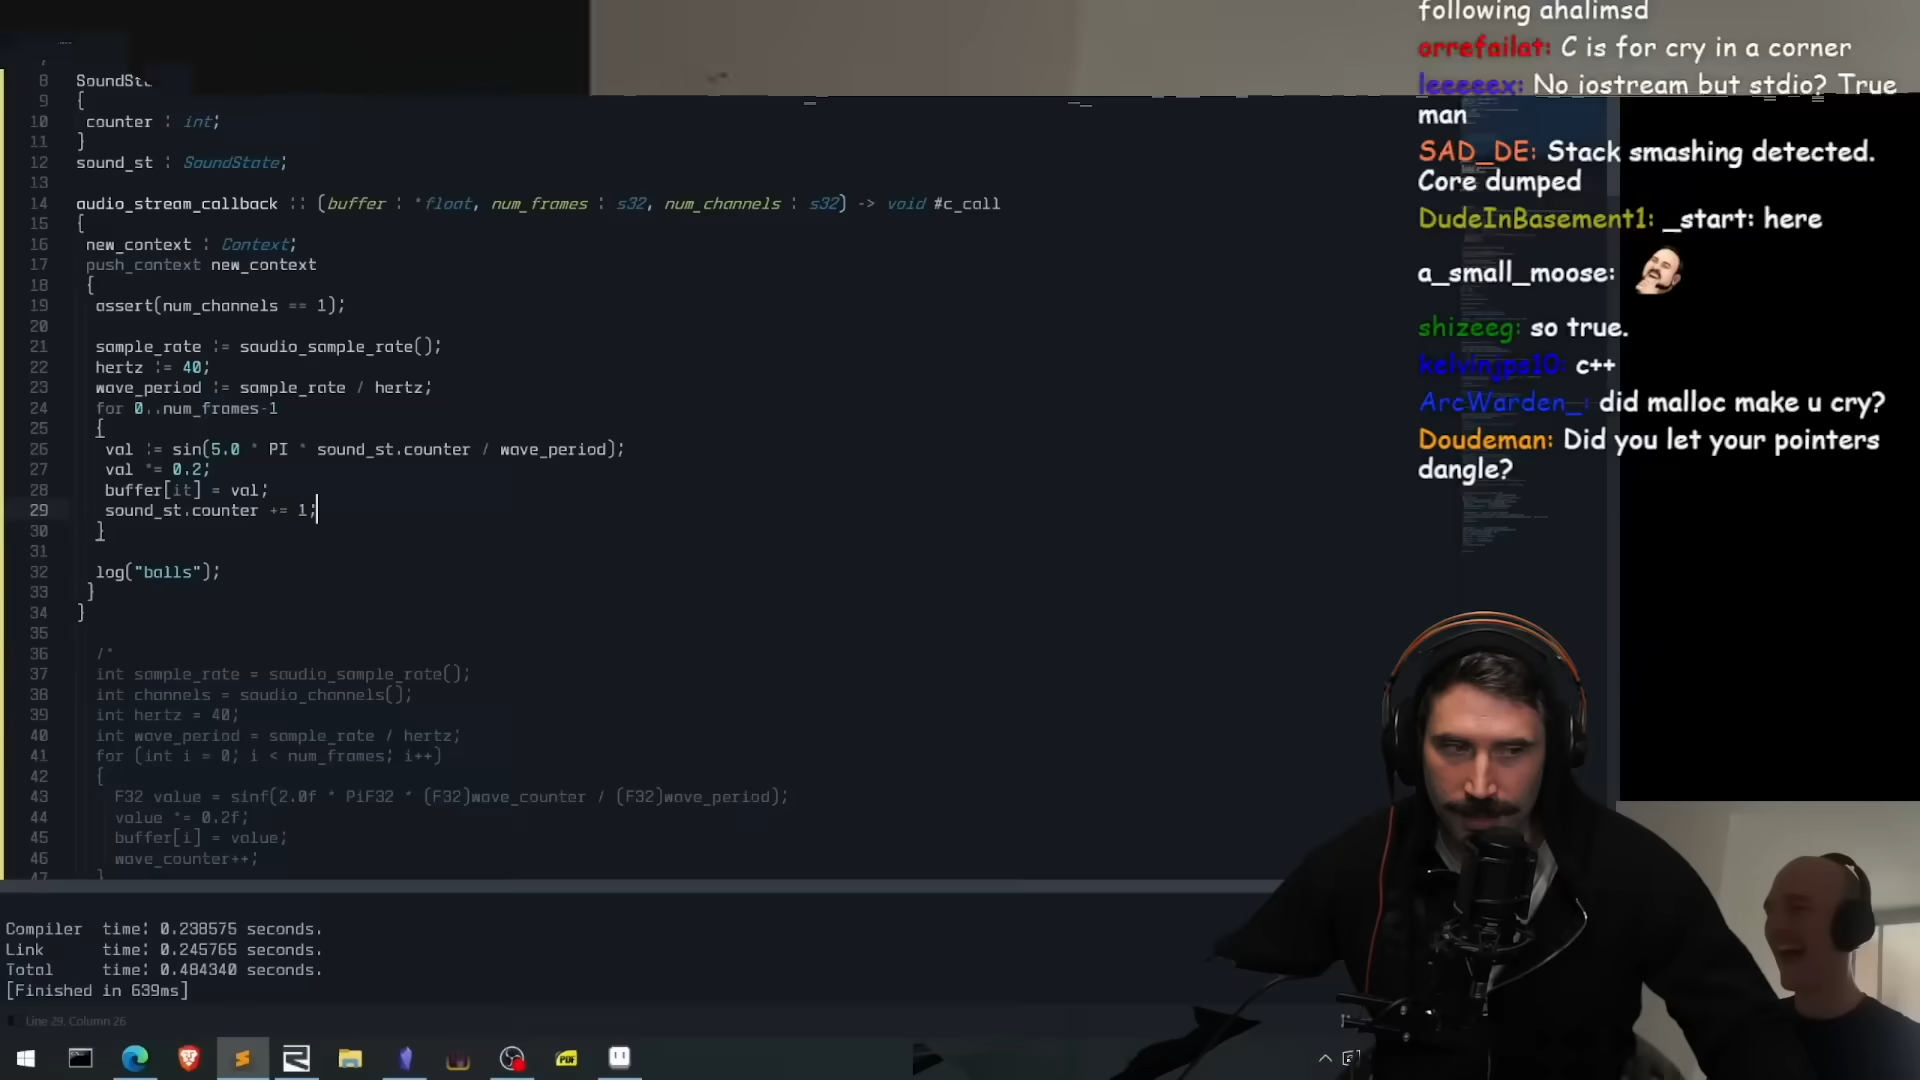 8 SoundSt
9 {
10 counter : int;
11 }
12 sound_st : SoundState;
13
14 audio_stream_callback :: (buffer : *float, num_frames : s32, num_channels : s32) -> void #c_call
15 {
16 new_context : Context;
17 push_context new_context
18 {
19 assert(num_channels == 1);
20
21 sample_rate := saudio_sample_rate();
22 hertz := 40;
23 wave_period := sample_rate / hertz;
24 for 0..num_frames-1
25 {
26 val := sin(5.0 * PI * sound_st.counter / wave_period);
27 val *= 0.2;
28 buffer[it] = val;
29 sound_st.counter += 1;
30 }
31
32 log("balls");
33 }
34 }
35
36 /*
37 int sample_rate = saudio_sample_rate();
38 int channels = saudio_channels();
39 int hertz = 40;
40 int wave_period = sample_rate / hertz;
41 for (int i = 0; i < num_frames; i++)
42 {
43 F32 value = sinf(2.0f * PiF32 * (F32)wave_counter / (F32)wave_period);
44 value *= 0.2f;
45 buffer[i] = value;
46 wave_counter++;
47 }
Compiler time: 0.238575 seconds.
Link time: 0.245765 seconds.
Total time: 0.484340 seconds.
[Finished in 639ms]
Line 29, Column 26
PDF
following ahalimsd
orrefailat: C is for cry in a corner
leeeeex: No iostream but stdio? True
man
SAD_DE: Stack smashing detected.
Core dumped
DudeInBasement1: _start: here
a_small_moose:
shizeeg: so true.
kelvinjps10: c++
ArcWarden_: did malloc make u cry?
Doudeman: Did you let your pointers
dangle?